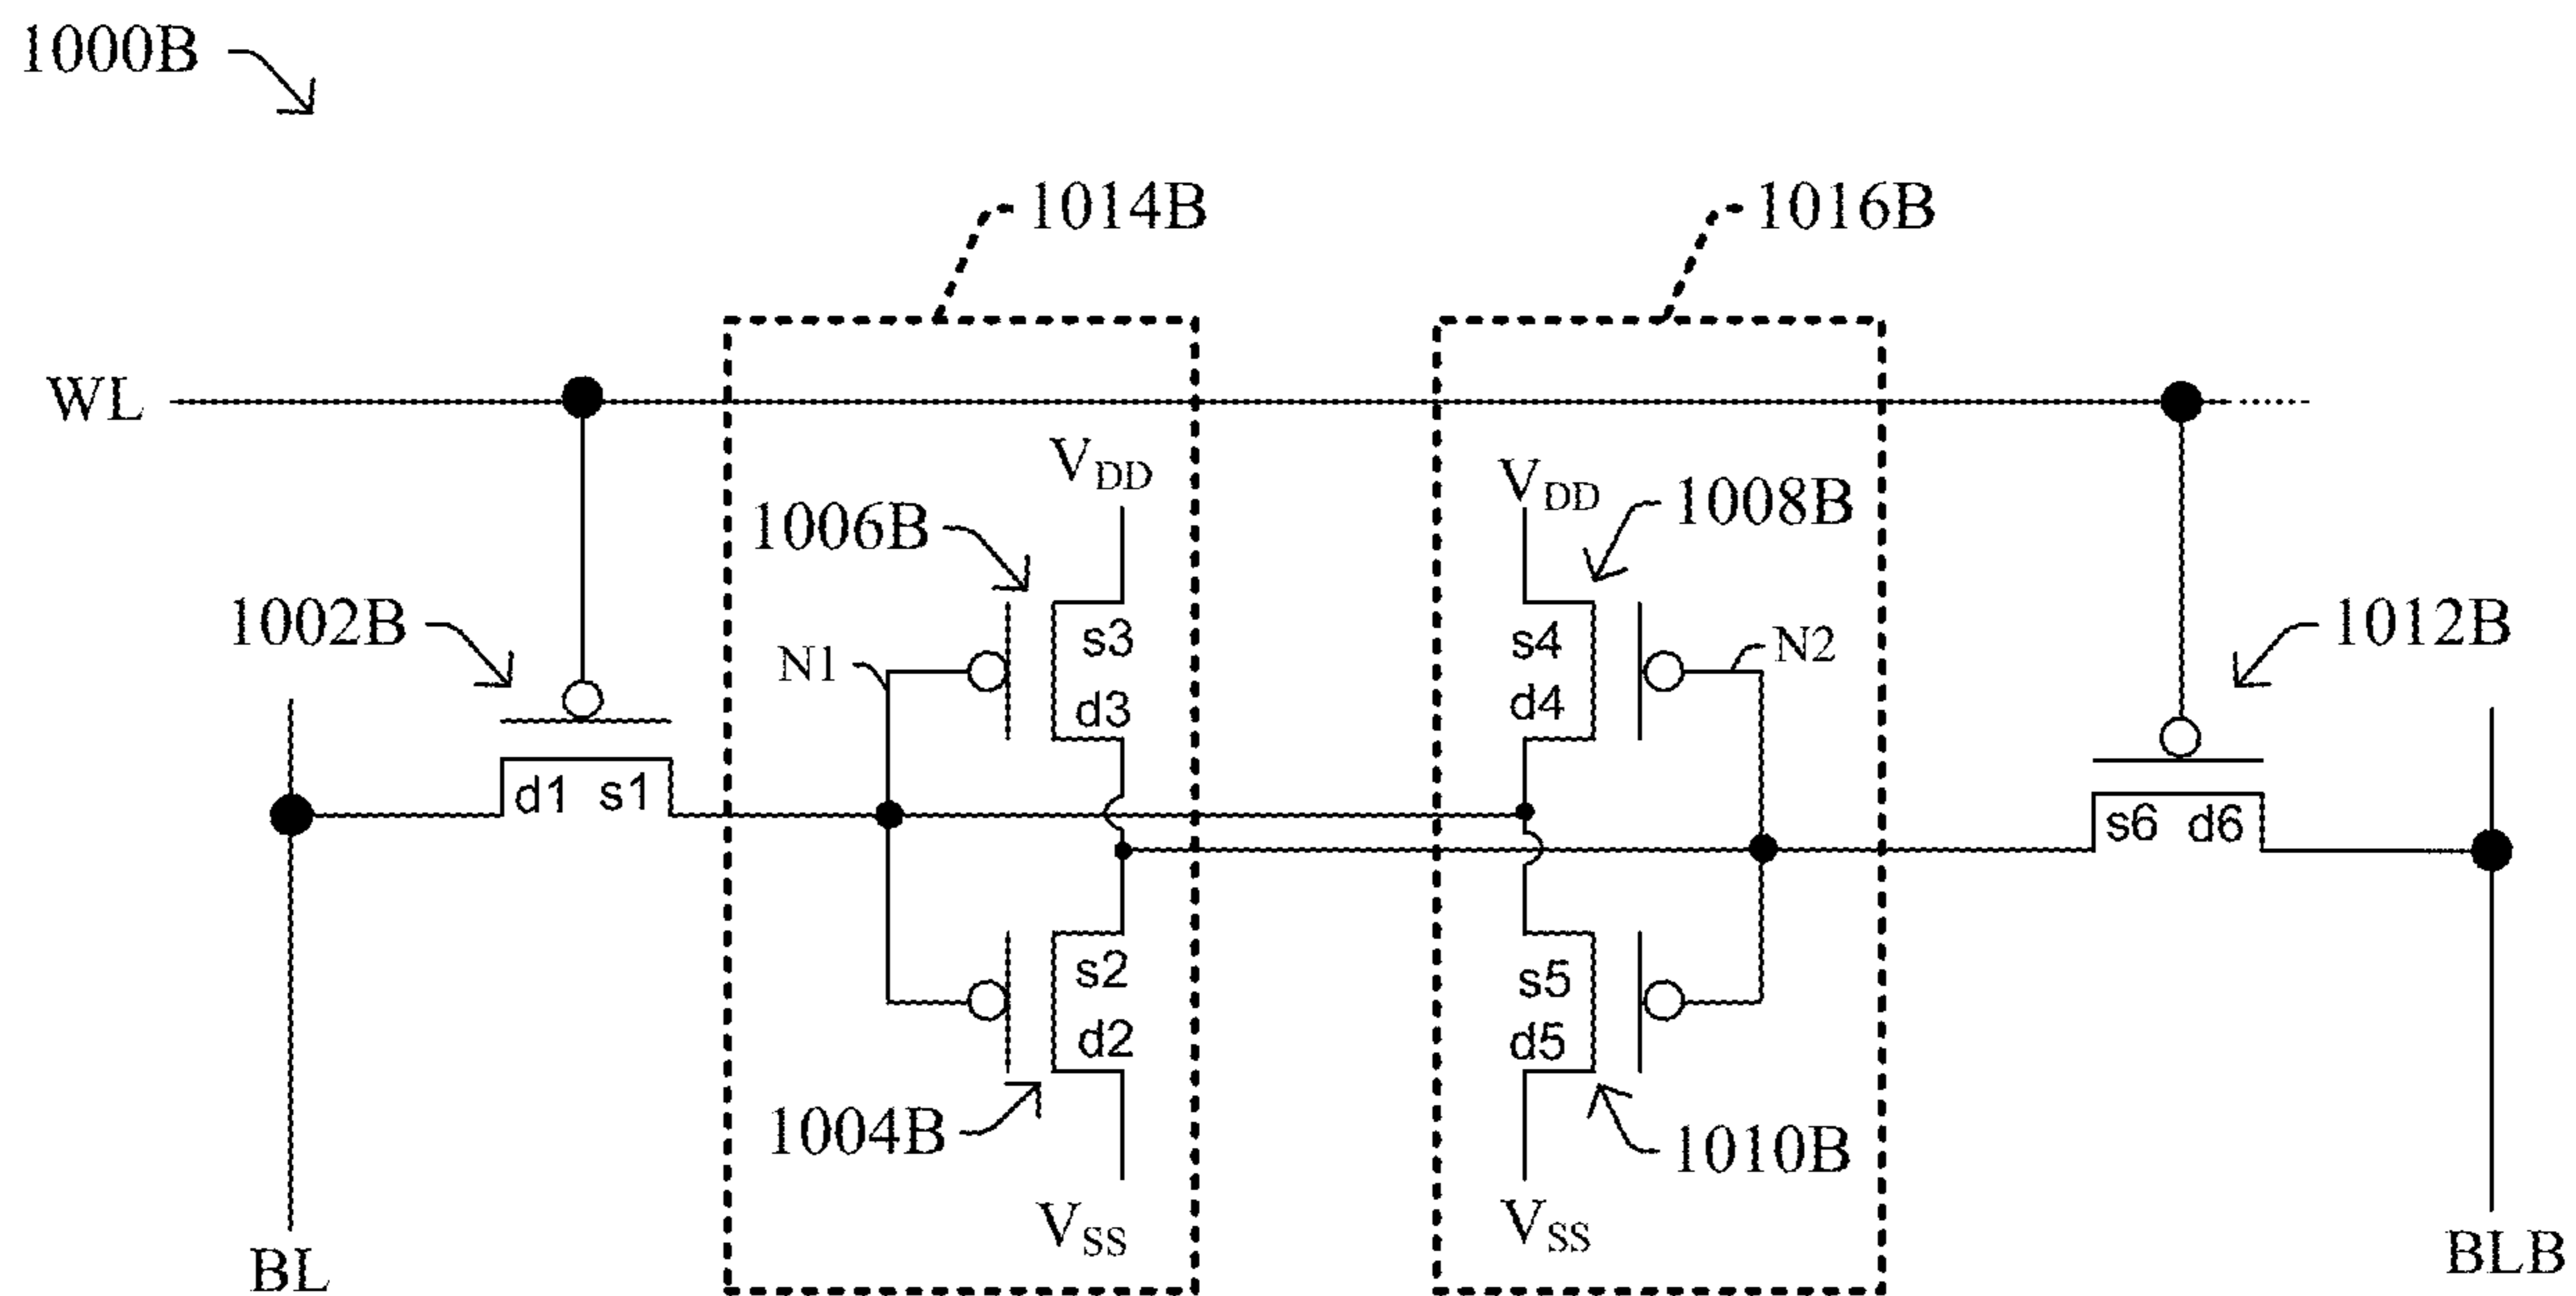 1000B
1014B
1016B
WL
VDD
VDD
1006B
1008B
1002B
1012B
N1
N2
s3
s4
d3
d4
d1 s1
s6 d6
s2
s5
d2
d5
1004B
1010B
VSS
VSS
BL
BLB